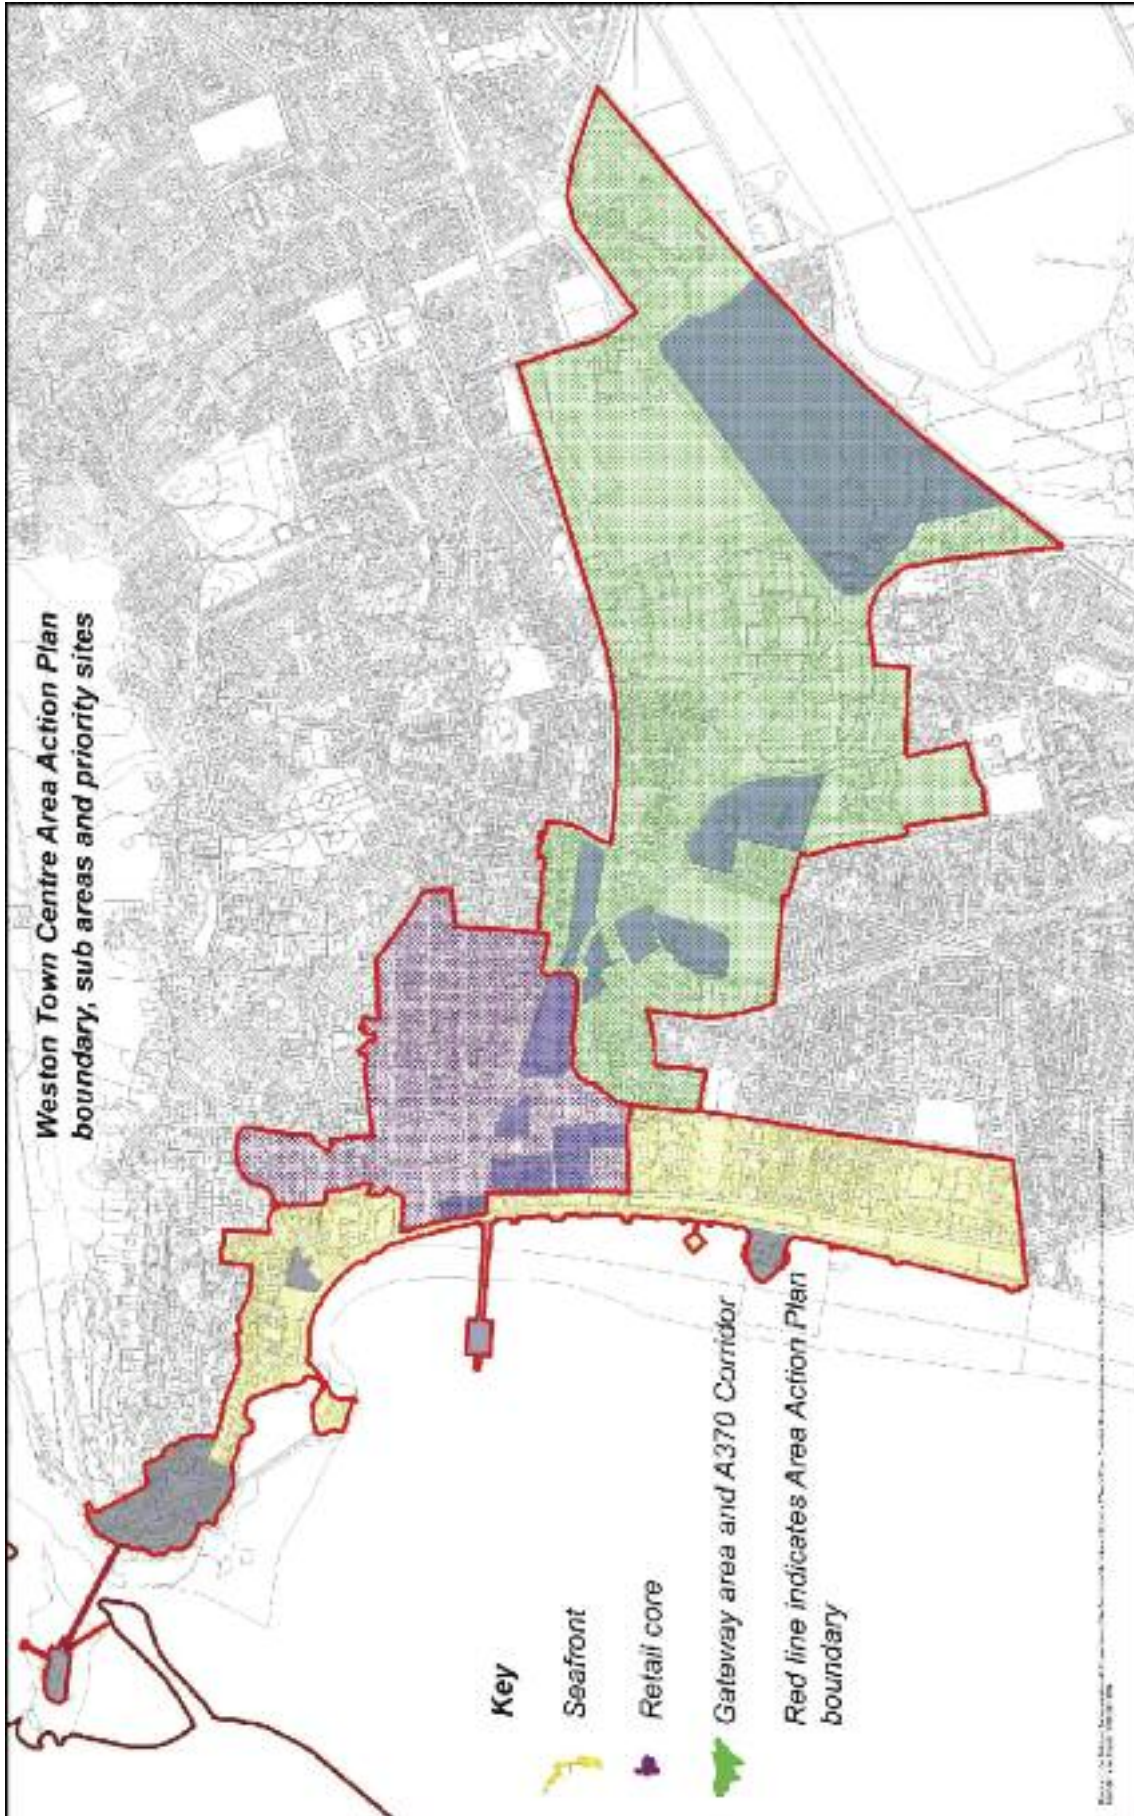 Weston Town Centre Area Action Plan
boundary, sub areas and priority sites
Key
Seafront
Retail core
Gateway area and A370 Corridor
Red line indicates Area Action Plan
boundary